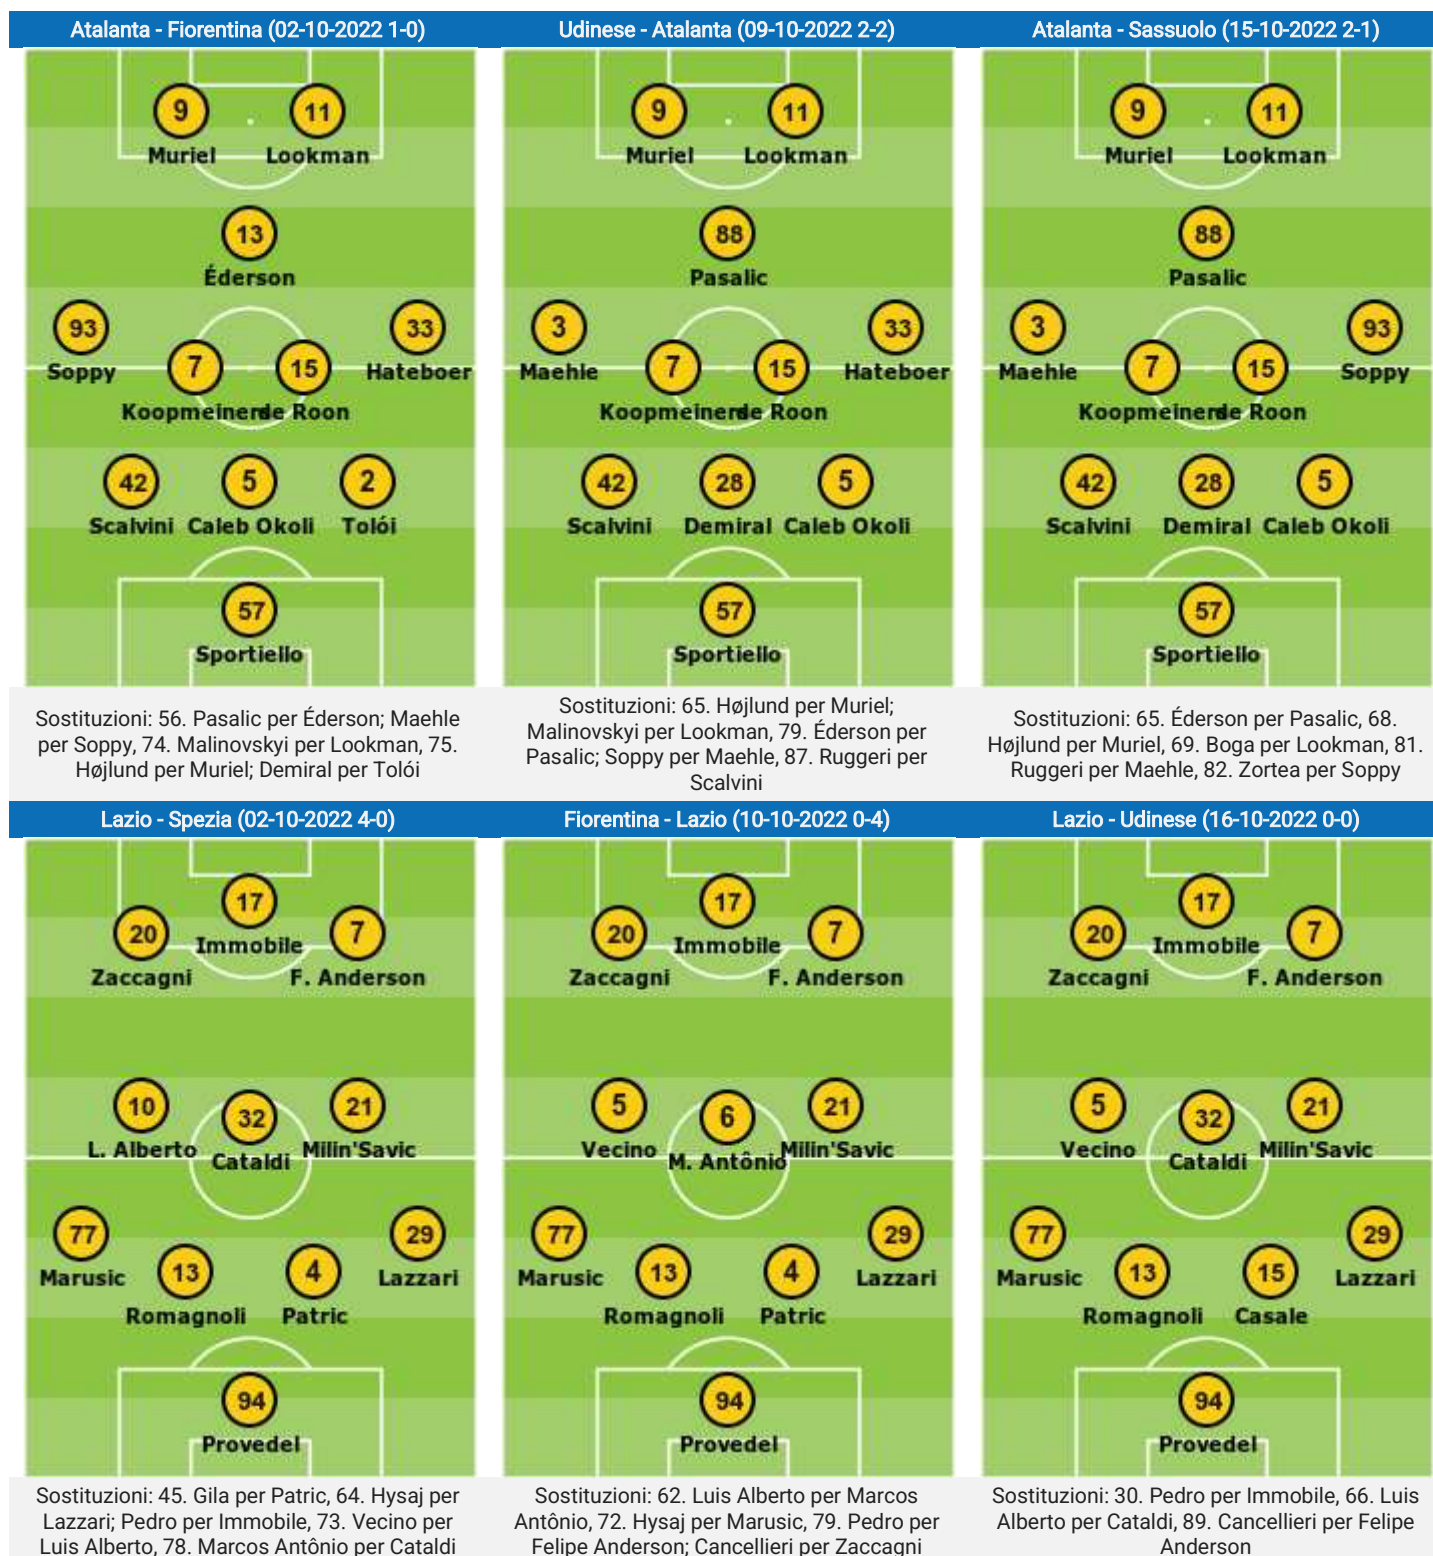 Atalanta - Fiorentina (02-10-2022 1-0)
9
11
Muriel
Lookman
13
Éderson
93
33
Soppy
7
15
Hateboer
Koopmeiners
de Roon
42
5
2
Scalvini
Caleb Okoli
Tolói
57
Sportiello
Sostituzioni: 56. Pasalic per Éderson; Maehle
per Soppy, 74. Malinovskyi per Lookman, 75.
Højlund per Muriel; Demiral per Tolói
Udinese - Atalanta (09-10-2022 2-2)
9
11
Muriel
Lookman
88
Pasalic
3
33
Maehle
7
15
Hateboer
Koopmeiners
de Roon
42
28
5
Scalvini
Demiral
Caleb Okoli
57
Sportiello
Sostituzioni: 65. Højlund per Muriel;
Malinovskyi per Lookman, 79. Éderson per
Pasalic; Soppy per Maehle, 87. Ruggeri per
Scalvini
Atalanta - Sassuolo (15-10-2022 2-1)
9
11
Muriel
Lookman
88
Pasalic
3
93
Maehle
7
15
Soppy
Koopmeiners
de Roon
42
28
5
Scalvini
Demiral
Caleb Okoli
57
Sportiello
Sostituzioni: 65. Éderson per Pasalic, 68.
Højlund per Muriel, 69. Boga per Lookman, 81.
Ruggeri per Maehle, 82. Zortea per Soppy
Lazio - Spezia (02-10-2022 4-0)
17
20
Immobile
7
Zaccagni
F. Anderson
10
32
21
L. Alberto
Cataldi
Milin'Savic
77
29
Marusic
13
4
Lazzari
Romagnoli
Patric
94
Provedel
Sostituzioni: 45. Gila per Patric, 64. Hysaj per
Lazzari; Pedro per Immobile, 73. Vecino per
Luis Alberto, 78. Marcos Antônio per Cataldi
Fiorentina - Lazio (10-10-2022 0-4)
17
20
Immobile
7
Zaccagni
F. Anderson
5
6
21
Vecino
M. Antônio
Milin'Savic
77
29
Marusic
13
4
Lazzari
Romagnoli
Patric
94
Provedel
Sostituzioni: 62. Luis Alberto per Marcos
Antônio, 72. Hysaj per Marusic, 79. Pedro per
Felipe Anderson; Cancellieri per Zaccagni
Lazio - Udinese (16-10-2022 0-0)
17
20
Immobile
7
Zaccagni
F. Anderson
5
32
21
Vecino
Cataldi
Milin'Savic
77
29
Marusic
13
15
Lazzari
Romagnoli
Casale
94
Provedel
Sostituzioni: 30. Pedro per Immobile, 66. Luis
Alberto per Cataldi, 89. Cancellieri per Felipe
Anderson